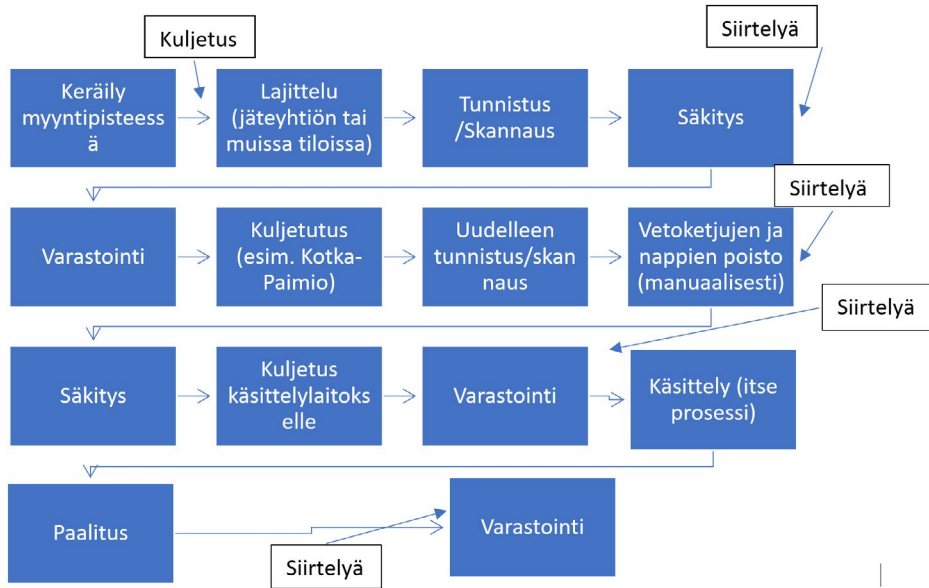 Kuljetus
Siirtelyä
Keräily
myyntipisteess
ä
Lajittelu
(jäteyhtiön tai
muissa tiloissa)
Tunnistus
/Skannaus
Säkitys
Siirtelyä
Varastointi
Kuljetutus
(esim. Kotka-
Paimio)
Uudelleen
tunnistus/skan
naus
Vetoketjujen ja
nappien poisto
(manuaalisesti)
Siirtelyä
Säkitys
Kuljetus
käsittelylaitoks
elle
Varastointi
Käsittely (itse
prosessi)
Paalitus
Varastointi
Siirtelyä